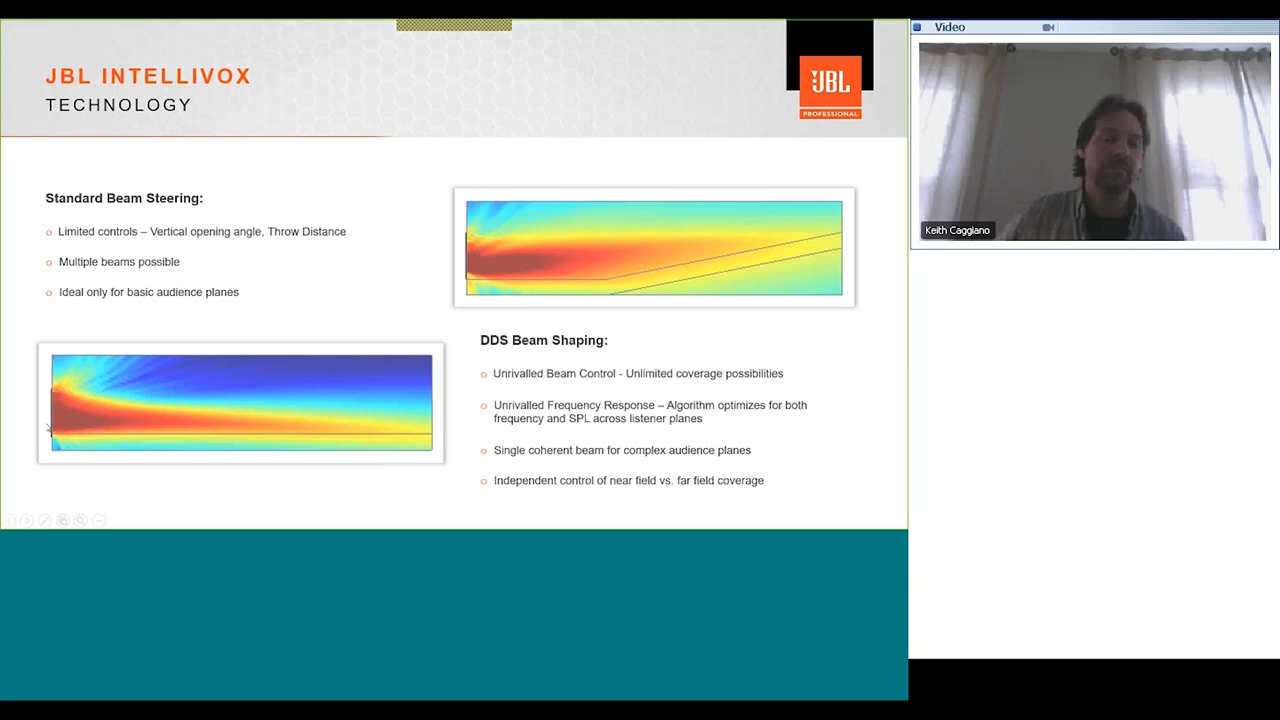 JBL INTELLIVOX
TECHNOLOGY
JBL
PROFESSIONAL
Standard Beam Steering:
Limited controls – Vertical opening angle, Throw Distance
Multiple beams possible
Ideal only for basic audience planes
DDS Beam Shaping:
Unrivalled Beam Control - Unlimited coverage possibilities
Unrivalled Frequency Response – Algorithm optimizes for both
frequency and SPL across listener planes
Single coherent beam for complex audience planes
Independent control of near field vs. far field coverage
Video
Keith Caggiano